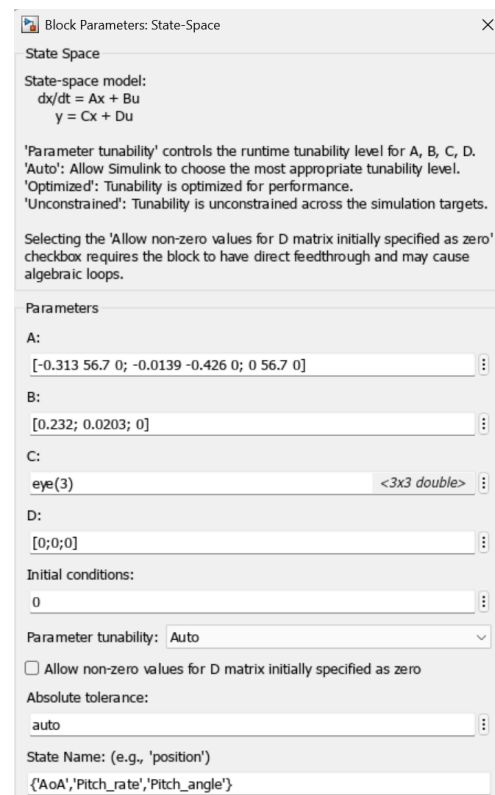 Block Parameters: State-Space
State Space
State-space model:
dx/dt = Ax + Bu
y = Cx + Du
'Parameter tunability' controls the runtime tunability level for A, B, C, D.
'Auto': Allow Simulink to choose the most appropriate tunability level.
'Optimized': Tunability is optimized for performance.
'Unconstrained': Tunability is unconstrained across the simulation targets.
Selecting the 'Allow non-zero values for D matrix initially specified as zero'
checkbox requires the block to have direct feedthrough and may cause
algebraic loops.
Parameters
A:
[-0.313 56.7 0; -0.0139 -0.426 0; 0 56.7 0]
B:
[0.232; 0.0203; 0]
C:
eye(3) <3x3 double>
D:
[0;0;0]
Initial conditions:
0
Parameter tunability: Auto
Allow non-zero values for D matrix initially specified as zero
Absolute tolerance:
auto
State Name: (e.g., 'position')
{'AoA','Pitch_rate','Pitch_angle'}